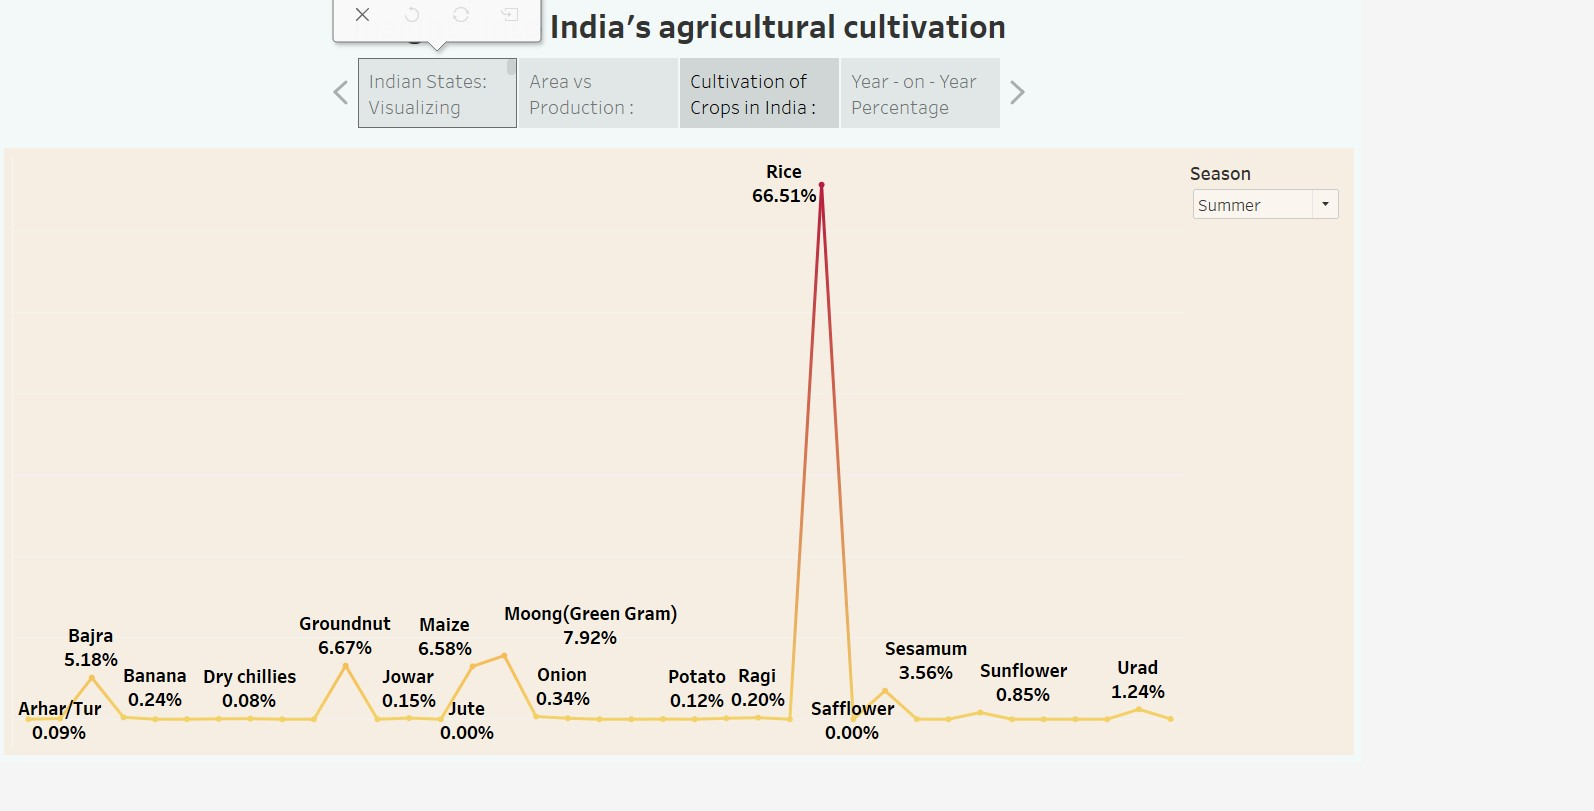 India’s agricultural cultivation
Indian States:
Visualizing
Area vs
Production :
Cultivation of
Crops in India :
Year - on - Year
Percentage
Season
Summer
Rice
66.51%
Bajra
5.18%
Arhar/Tur
0.09%
Banana
0.24%
Dry chillies
0.08%
Groundnut
6.67%
Jowar
0.15%
Maize
6.58%
Jute
0.00%
Moong(Green Gram)
7.92%
Onion
0.34%
Potato
0.12%
Ragi
0.20%
Safflower
0.00%
Sesamum
3.56%
Sunflower
0.85%
Urad
1.24%